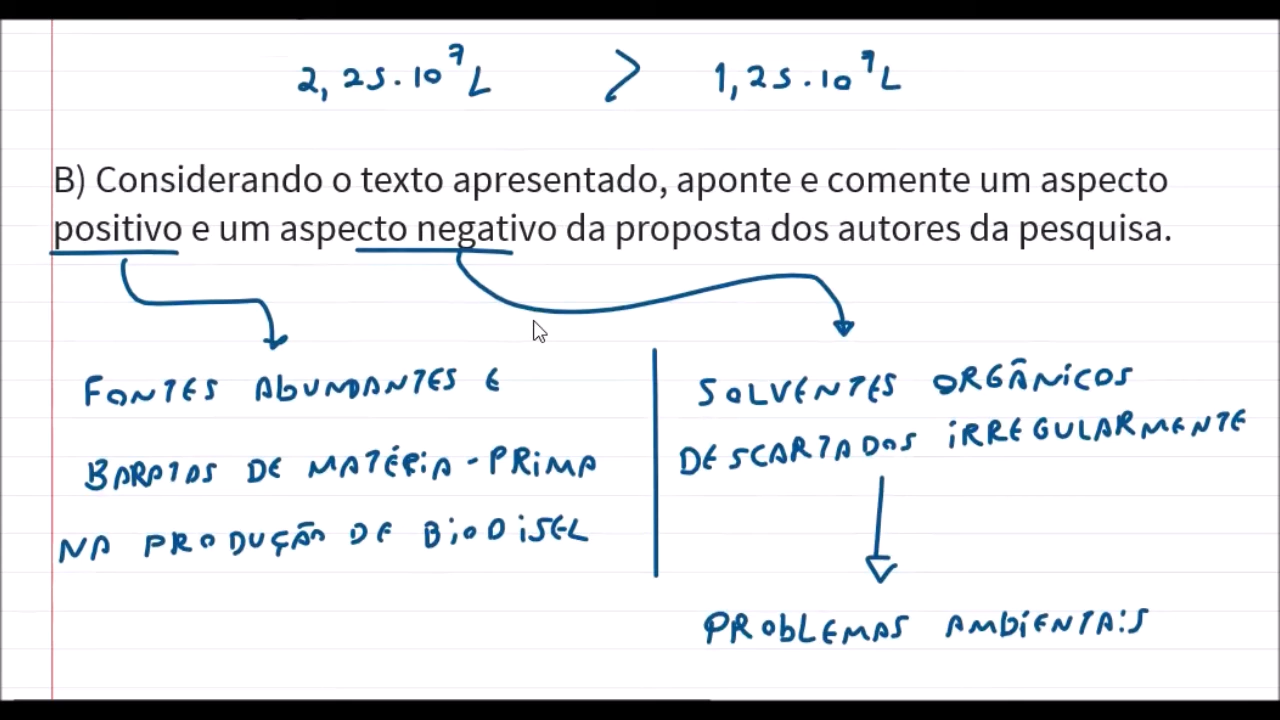 2,25.10⁷L > 1,25.10⁷L
B) Considerando o texto apresentado, aponte e comente um aspecto
positivo e um aspecto negativo da proposta dos autores da pesquisa.
FONTES ABUNDANTES E
BARATAS DE MATÉRIA-PRIMA
NA PRODUÇÃO DE BIODISEL
SOLVENTES ORGÂNICOS
DESCARTADOS IRREGULARMENTE
PROBLEMAS AMBIENTAIS